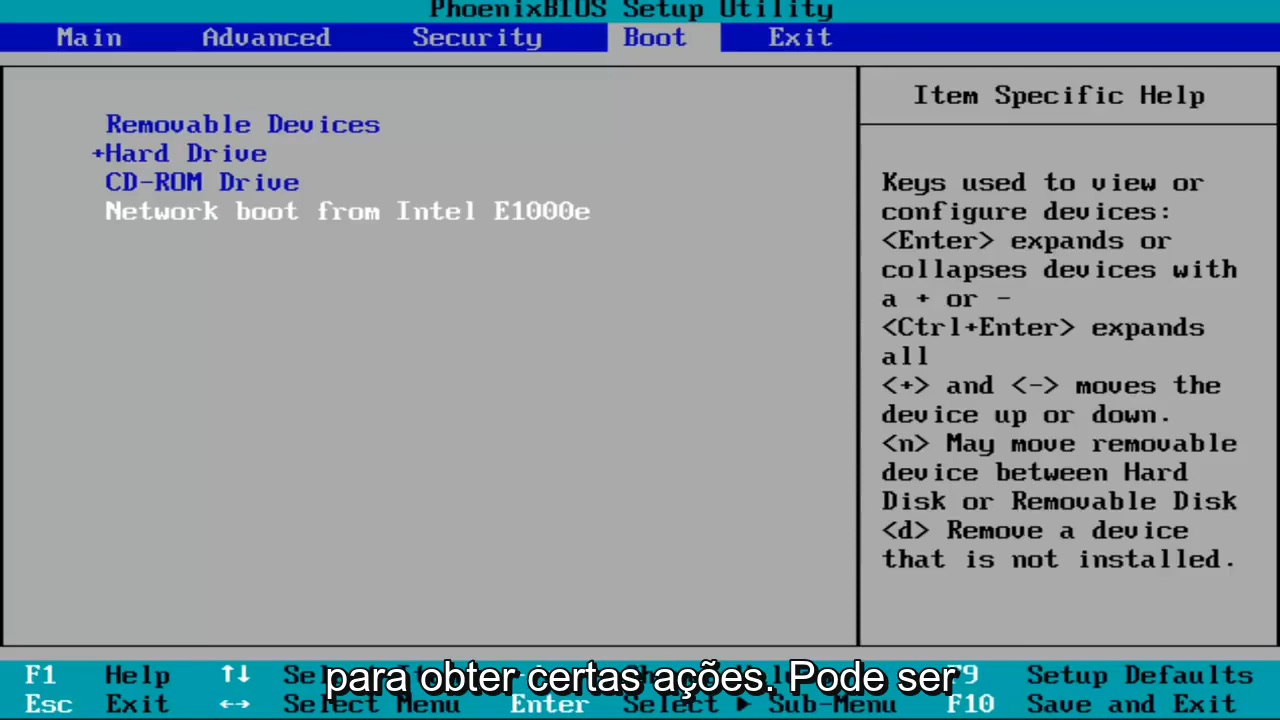 PhoenixBIOS Setup Utility
Main Advanced Security Boot Exit
Removable Devices
+Hard Drive
CD-ROM Drive
Network boot from Intel E1000e
Item Specific Help
Keys used to view or
configure devices:
<Enter> expands or
collapses devices with
a + or -
<Ctrl+Enter> expands
all
<+> and <-> moves the
device up or down.
<n> May move removable
device between Hard
Disk or Removable Disk
<d> Remove a device
that is not installed.
F1 Help ↑↓ F9 Setup Defaults
para obter certas ações. Pode ser
Esc Exit ↔ Select Menu Enter Select ▶ Sub-Menu F10 Save and Exit